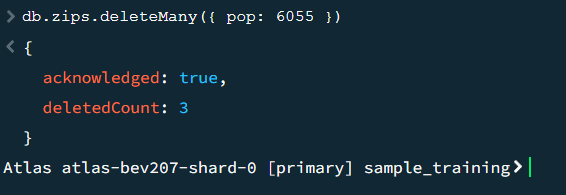 > db.zips.deleteMany({ pop: 6055 })
< {
acknowledged: true,
deletedCount: 3
}
Atlas atlas-bev207-shard-0 [primary] sample_training>